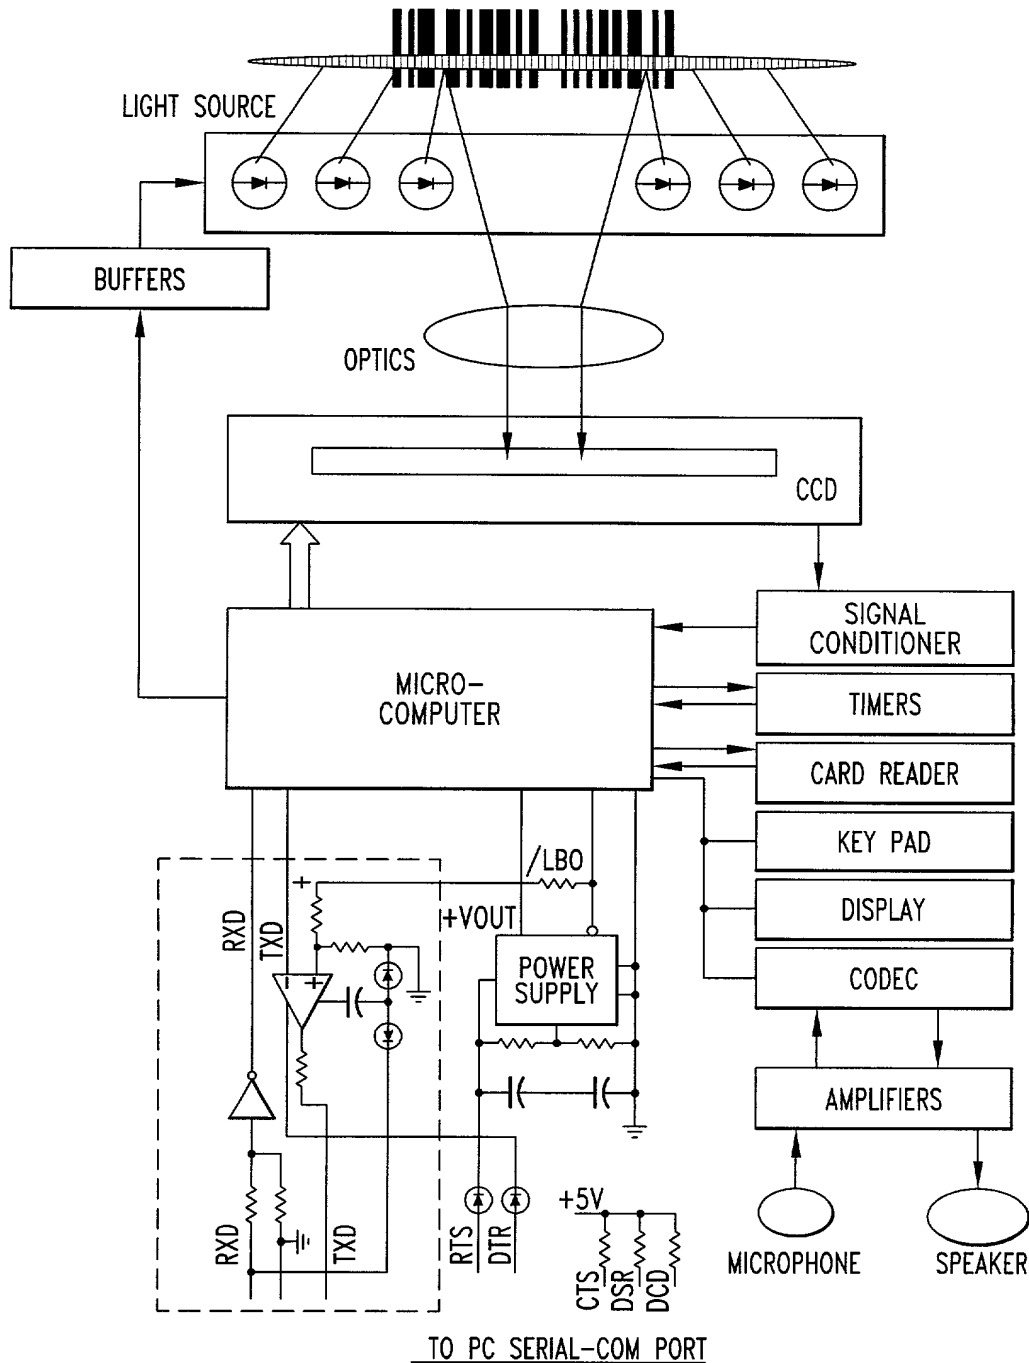 LIGHT SOURCE
BUFFERS
OPTICS
CCD
SIGNAL
CONDITIONER
MICRO-
COMPUTER
TIMERS
CARD READER
KEY PAD
DISPLAY
CODEC
AMPLIFIERS
MICROPHONE
SPEAKER
/LBO
+
RXD
TXD
+VOUT
- +
POWER
SUPPLY
RXD
TXD
RTS
DTR
+5V
CTS
DSR
DCD
TO PC SERIAL-COM PORT